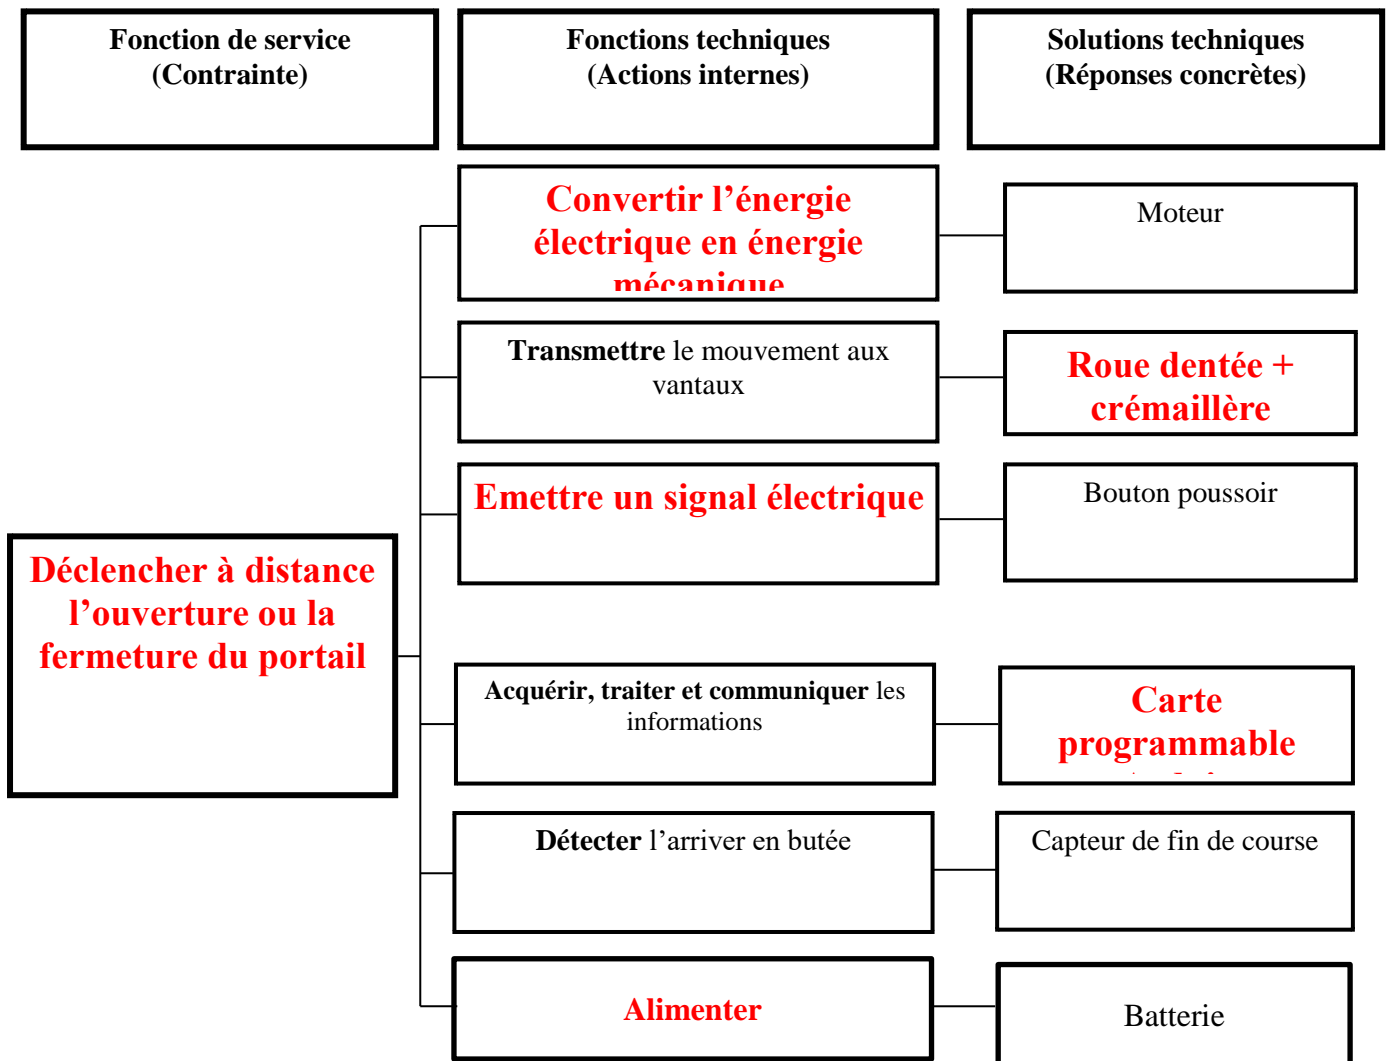 Fonction de service
(Contrainte)
Fonctions techniques
(Actions internes)
Solutions techniques
(Réponses concrètes)
Convertir l’énergie
électrique en énergie
mécanique
Moteur
Transmettre le mouvement aux
vantaux
Roue dentée +
crémaillère
Emettre un signal électrique
Bouton poussoir
Déclencher à distance
l’ouverture ou la
fermeture du portail
Acquérir, traiter et communiquer les
informations
Carte
programmable
Détecter l’arriver en butée
Capteur de fin de course
Alimenter
Batterie